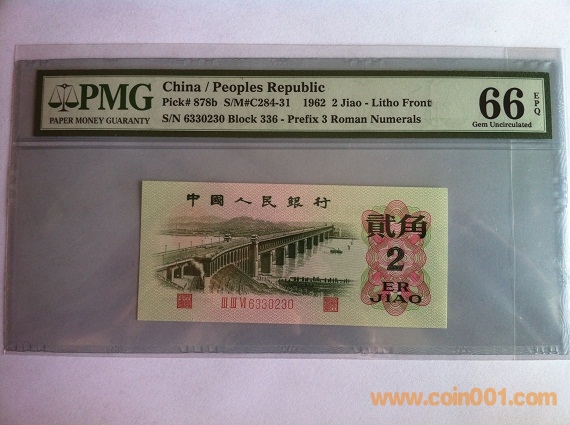 PMG
PAPER MONEY GUARANTY
China / Peoples Republic
Pick# 878b S/M#C284-31 1962 2 Jiao - Litho Front
S/N 6330230 Block 336 - Prefix 3 Roman Numerals
66 EPQ
Gem Uncirculated
中國人民銀行
貳角
2
ER
JIAO
III III VI 6330230
www.coin001.com